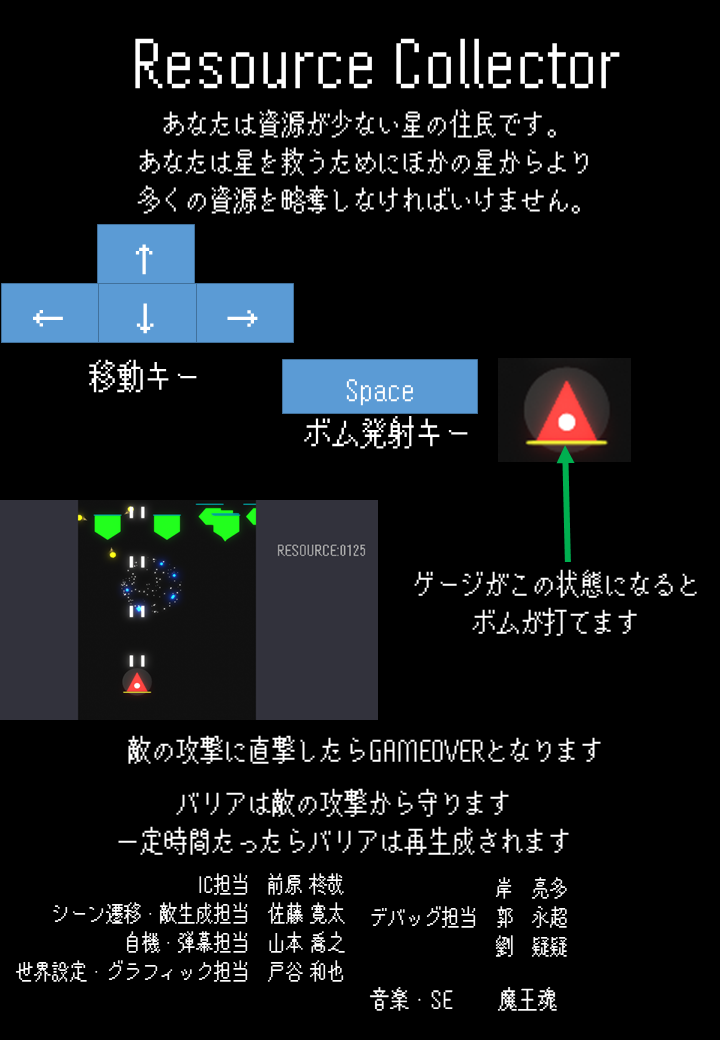 Resource Collector
あなたは資源が少ない星の住民です。
あなたは星を救うためにほかの星からより
多くの資源を略奪しなければいけません。
↑
← ↓ →
移動キー
Space
ボム発射キー
RESOURCE:0125
ゲージがこの状態になると
ボムが打てます
敵の攻撃に直撃したらGAMEOVERとなります
バリアは敵の攻撃から守ります
一定時間たったらバリアは再生成されます
IC担当 前原 柊哉
シーン遷移・敵生成担当 佐藤 寛太
自機・弾幕担当 山本 喬之
世界設定・グラフィック担当 戸谷 和也
岸 亮多
デバッグ担当 郭 永超
劉 疑疑
音楽・SE 魔王魂